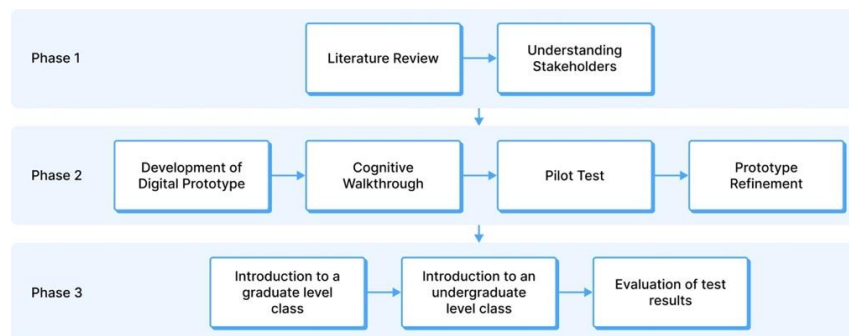 Phase 1
Literature Review
Understanding
Stakeholders
Phase 2
Development of
Digital Prototype
Cognitive
Walkthrough
Pilot Test
Prototype
Refinement
Phase 3
Introduction to a
graduate level
class
Introduction to an
undergraduate
level class
Evaluation of test
results